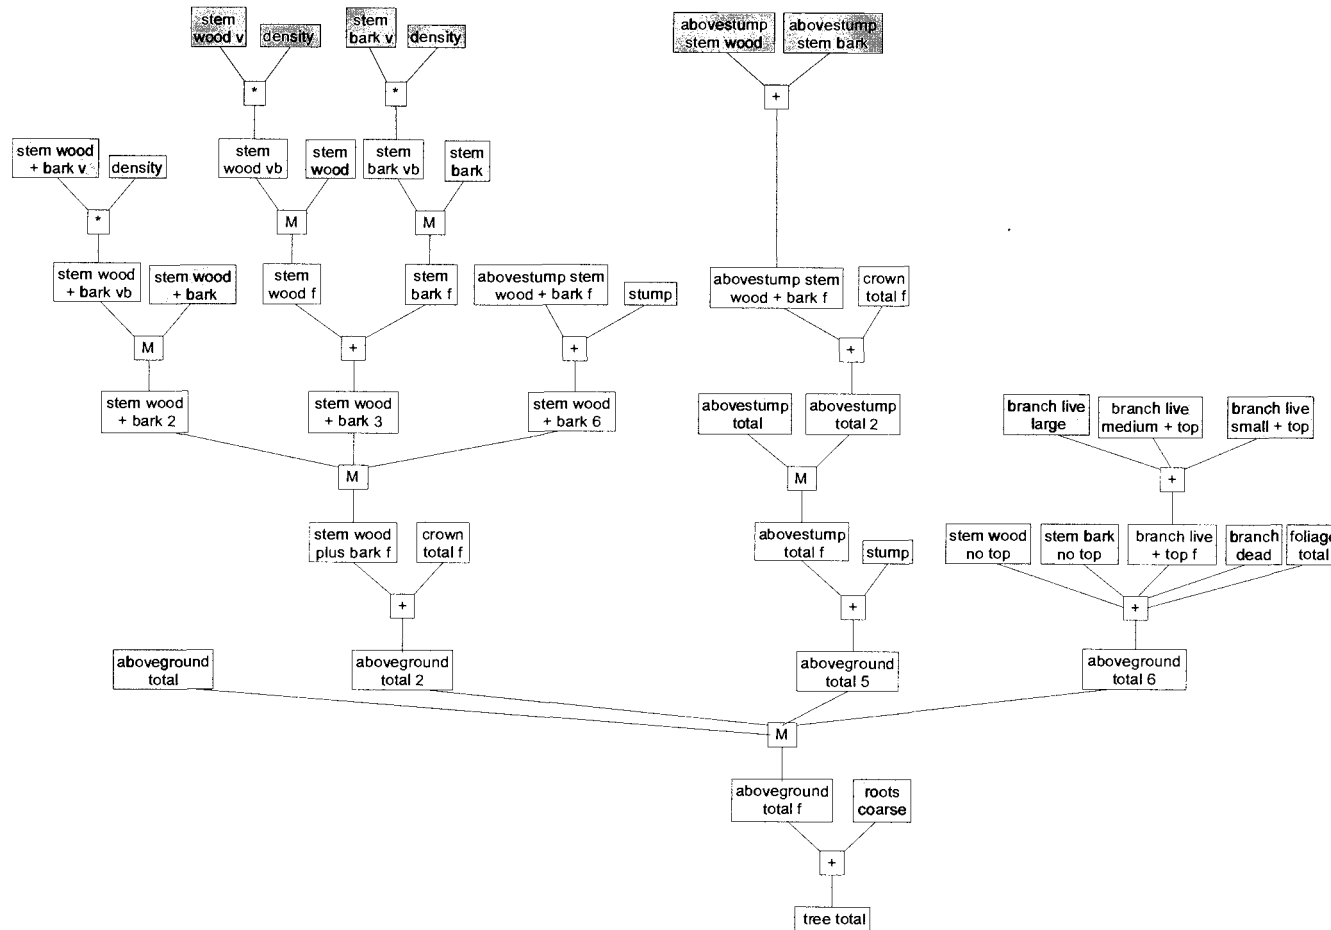 stem
wood v
density
stem
bark v
density
abovestump
stem wood
abovestump
stem bark
*
*
+
stem wood
+ bark v
density
stem
wood vb
stem
wood
stem
bark vb
stem
bark
*
M
M
stem wood
+ bark vb
stem wood
+ bark
stem
wood f
stem
bark f
abovestump stem
wood + bark f
stump
abovestump stem
wood + bark f
crown
total f
M
+
+
+
stem wood
+ bark 2
stem wood
+ bark 3
stem wood
+ bark 6
abovestump
total
abovestump
total 2
branch live
large
branch live
medium + top
branch live
small + top
M
M
+
stem wood
plus bark f
crown
total f
abovestump
total f
stump
stem wood
no top
stem bark
no top
branch live
+ top f
branch
dead
foliage
total
+
+
+
aboveground
total
aboveground
total 2
aboveground
total 5
aboveground
total 6
M
aboveground
total f
roots
coarse
+
tree total